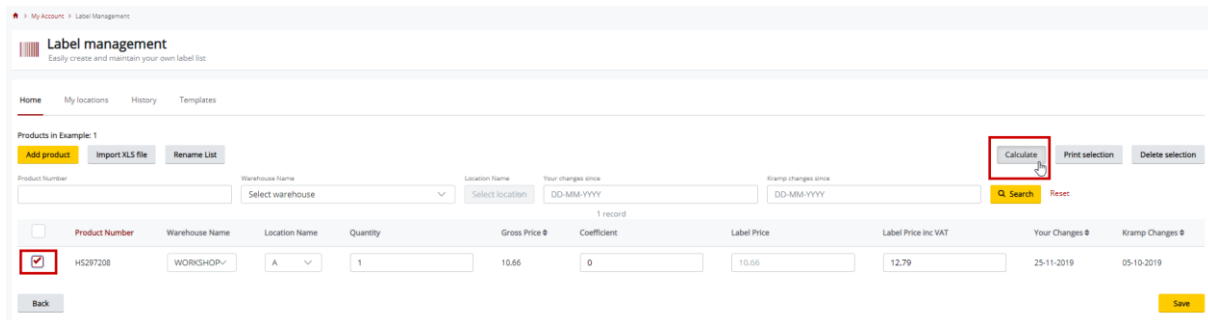 > My Account > Label Management
Label management
Easily create and maintain your own label list
Home My locations History Templates
Products in Example: 1
Add product Import XLS file Rename List Calculate Print selection Delete selection
Product Number Warehouse Name Location Name Your changes since Kramp changes since
Select warehouse Select location DD-MM-YYYY DD-MM-YYYY Search Reset
1 record
Product Number Warehouse Name Location Name Quantity Gross Price Coefficient Label Price Label Price inc VAT Your Changes Kramp Changes
HS297208 WORKSHOP A 1 10.66 0 10.66 12.79 25-11-2019 05-10-2019
Back Save